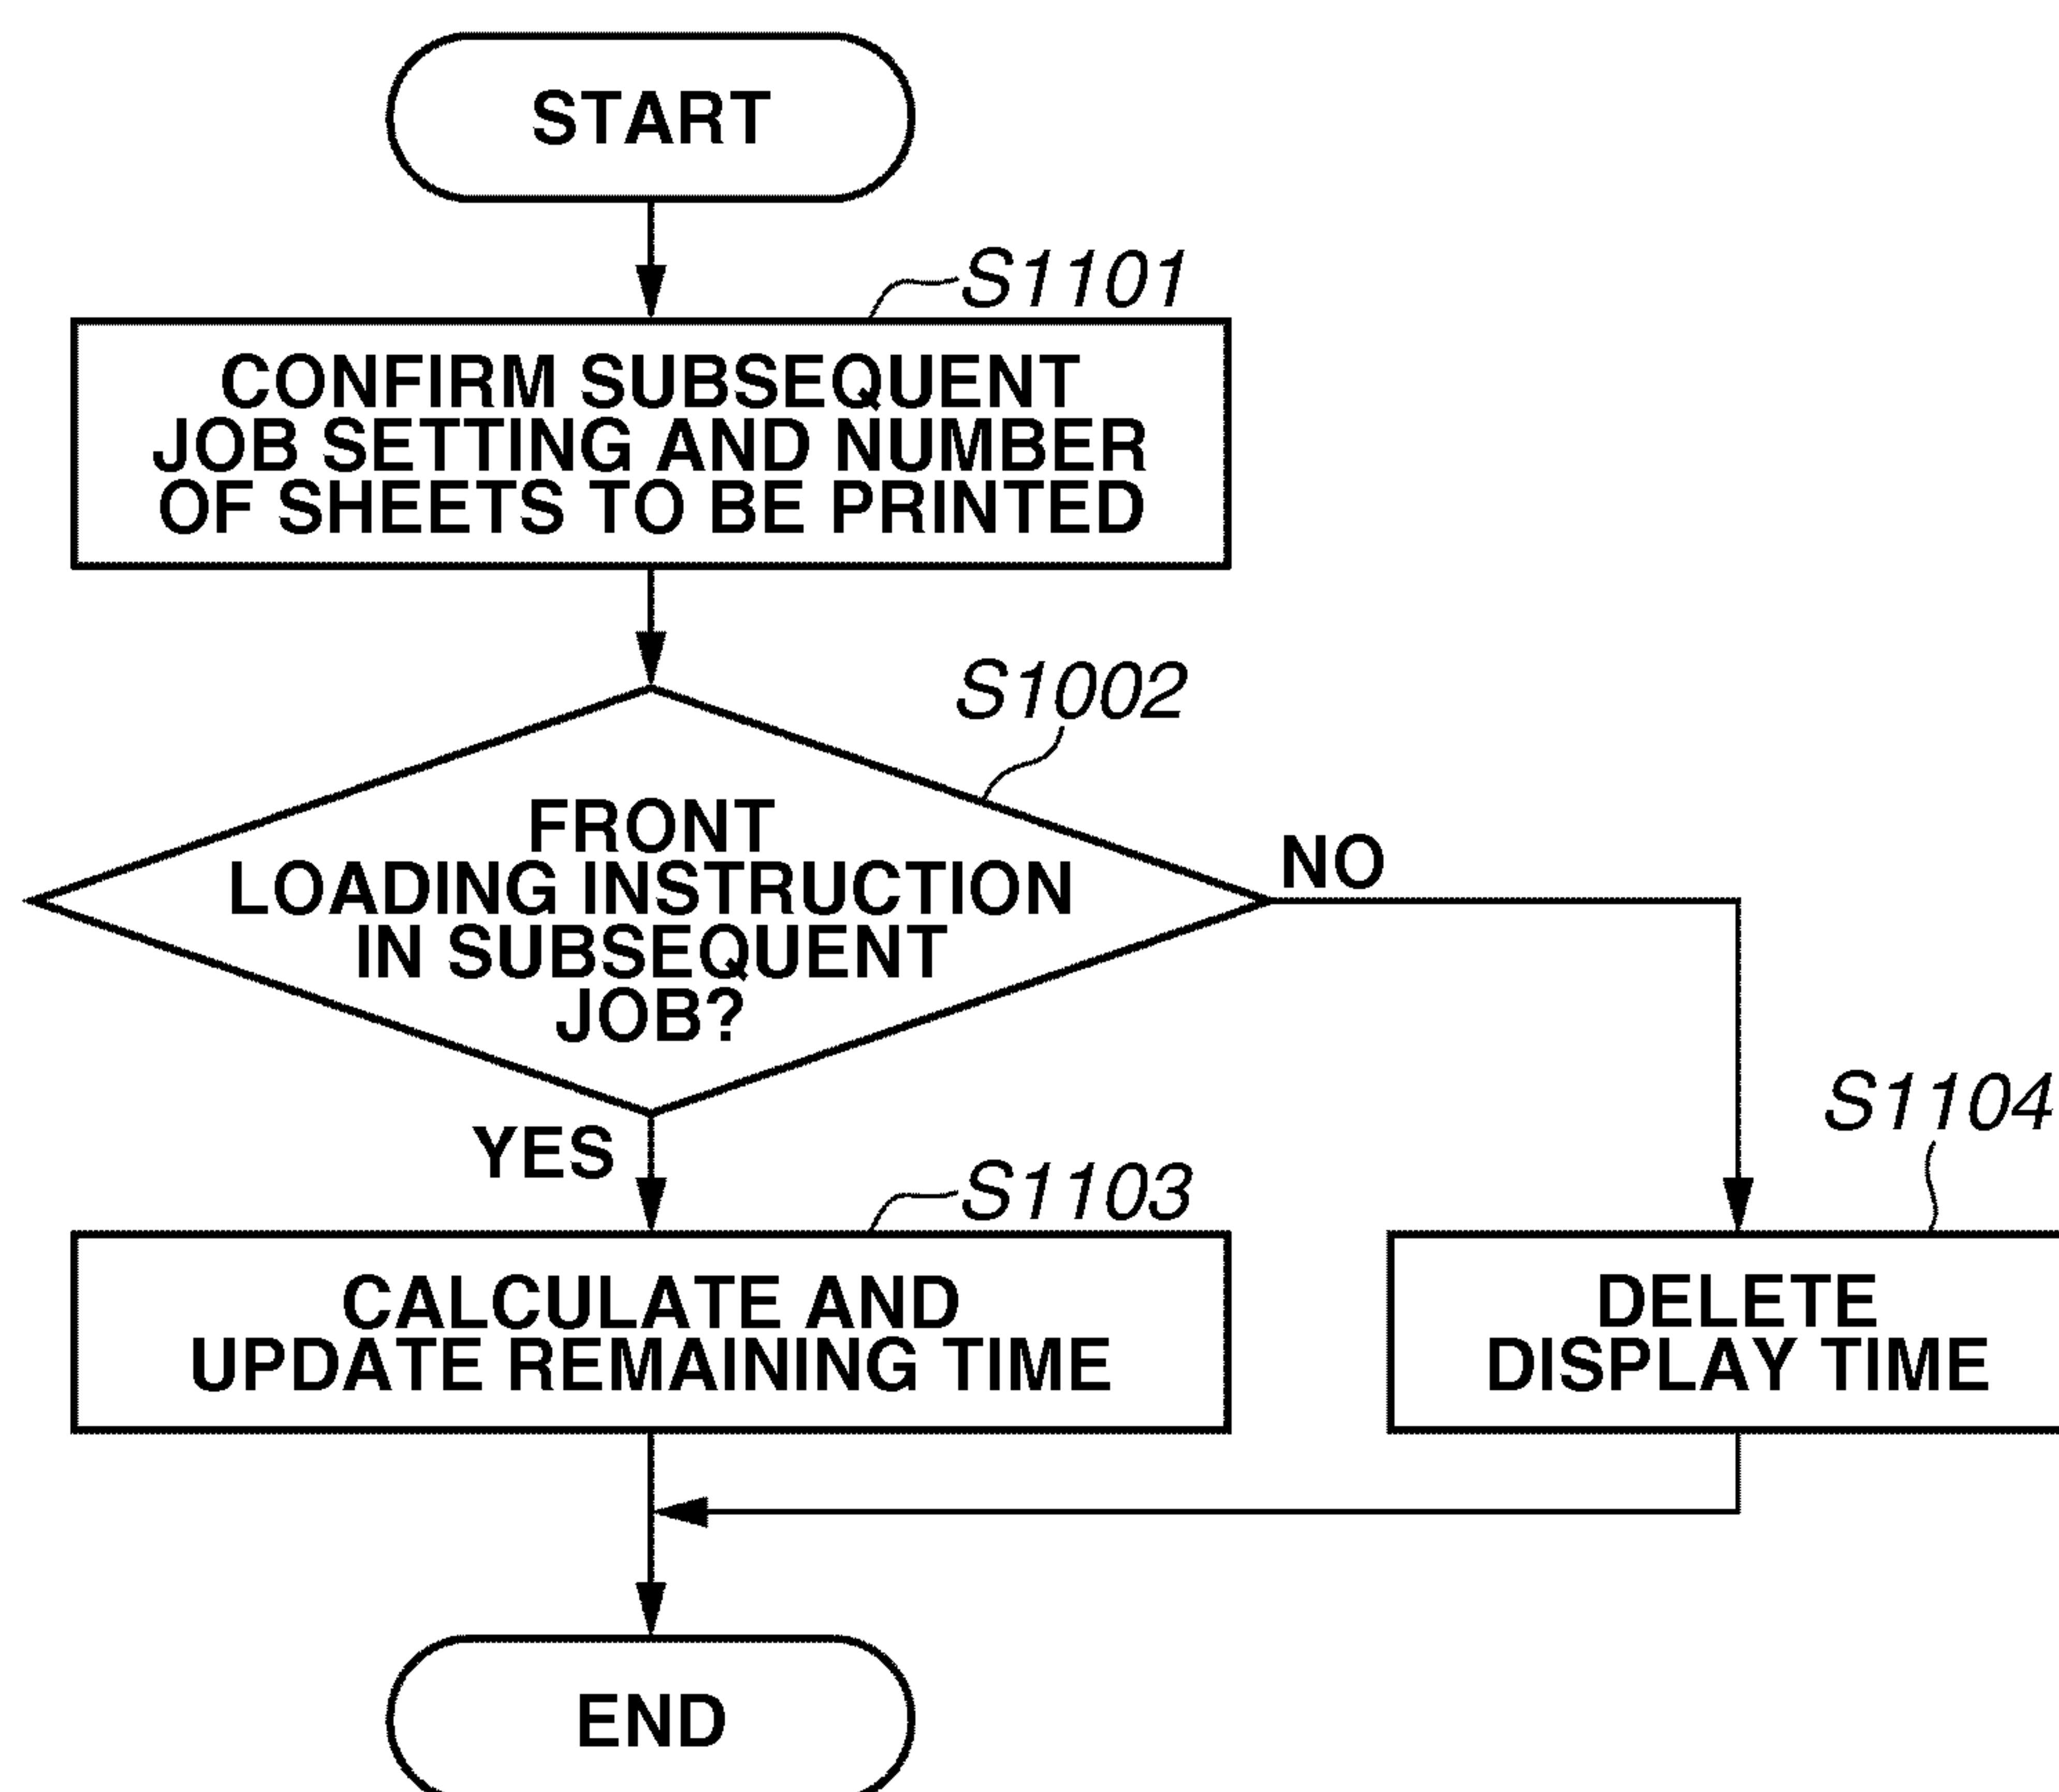 START
S1101
CONFIRM SUBSEQUENT
JOB SETTING AND NUMBER
OF SHEETS TO BE PRINTED
S1002
FRONT
LOADING INSTRUCTION
IN SUBSEQUENT
JOB?
NO
YES
S1104
S1103
CALCULATE AND
UPDATE REMAINING TIME
DELETE
DISPLAY TIME
END